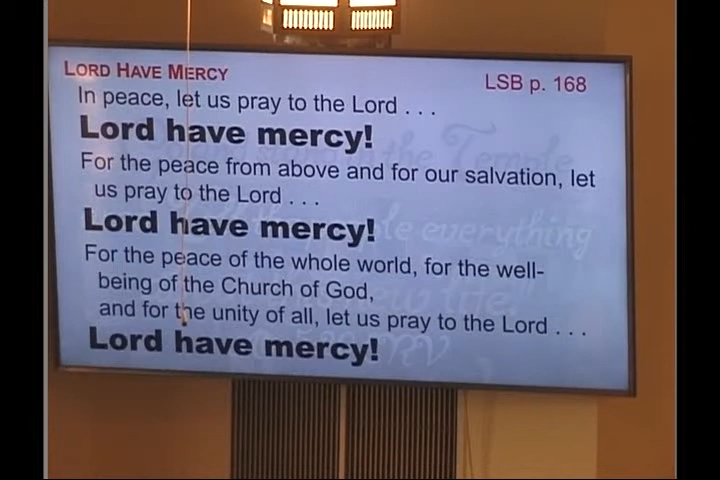 LORD HAVE MERCY LSB p. 168
In peace, let us pray to the Lord . . .
Lord have mercy!
For the peace from above and for our salvation, let
us pray to the Lord . . .
Lord have mercy!
For the peace of the whole world, for the well-
being of the Church of God,
and for the unity of all, let us pray to the Lord . . .
Lord have mercy!